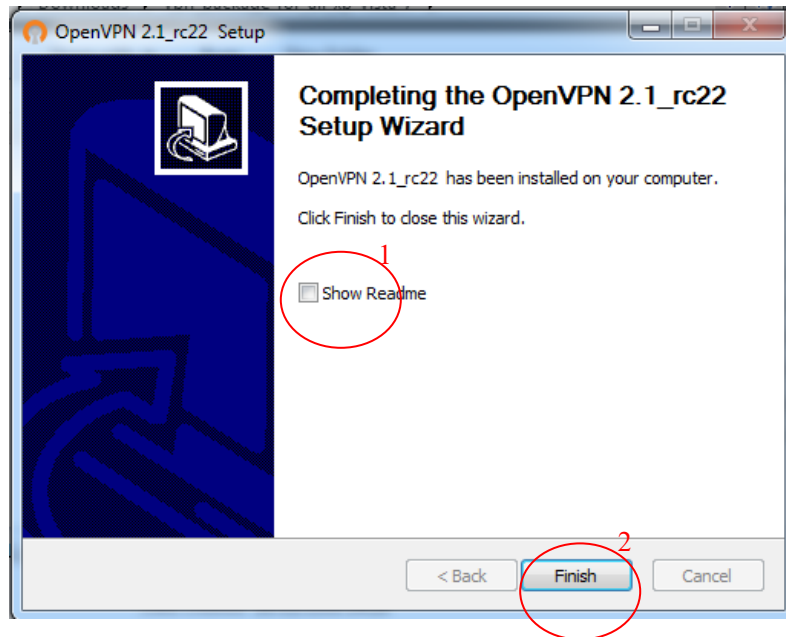 OpenVPN 2.1_rc22 Setup
Completing the OpenVPN 2.1_rc22
Setup Wizard
OpenVPN 2.1_rc22 has been installed on your computer.
Click Finish to close this wizard.
1
Show Readme
2
< Back
Finish
Cancel